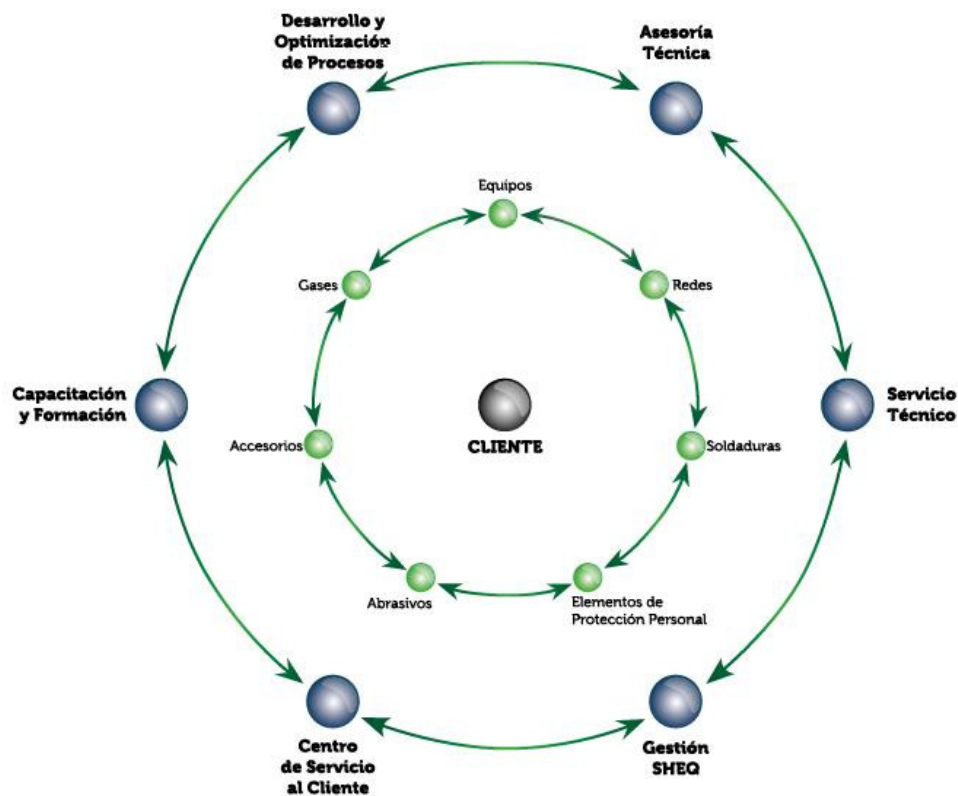 Desarrollo y
Optimización
de Procesos
Asesoría
Técnica
Equipos
Gases
Redes
Capacitación
y Formación
CLIENTE
Servicio
Técnico
Accesorios
Soldaduras
Abrasivos
Elementos de
Protección Personal
Centro
de Servicio
al Cliente
Gestión
SHEQ